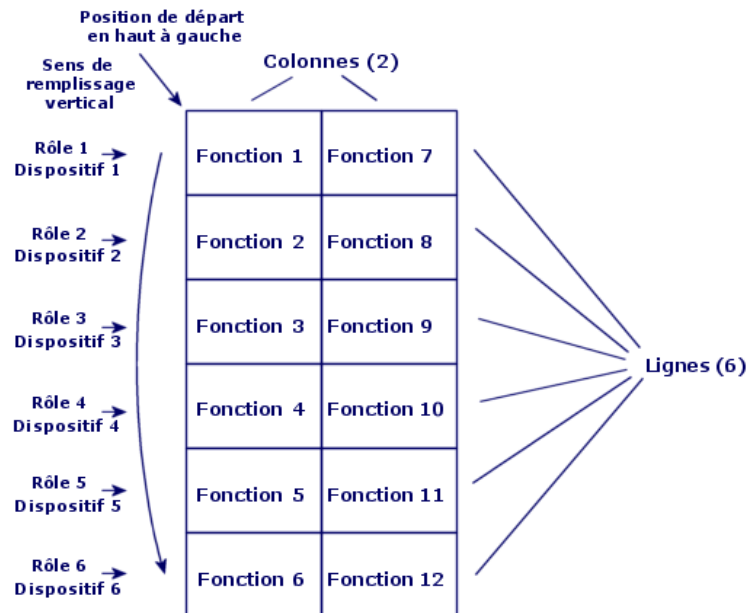 Position de départ
en haut à gauche
Colonnes (2)
Sens de
remplissage
vertical
Rôle 1
Dispositif 1
Fonction 1
Fonction 7
Rôle 2
Dispositif 2
Fonction 2
Fonction 8
Rôle 3
Dispositif 3
Fonction 3
Fonction 9
Lignes (6)
Rôle 4
Dispositif 4
Fonction 4
Fonction 10
Rôle 5
Dispositif 5
Fonction 5
Fonction 11
Rôle 6
Dispositif 6
Fonction 6
Fonction 12